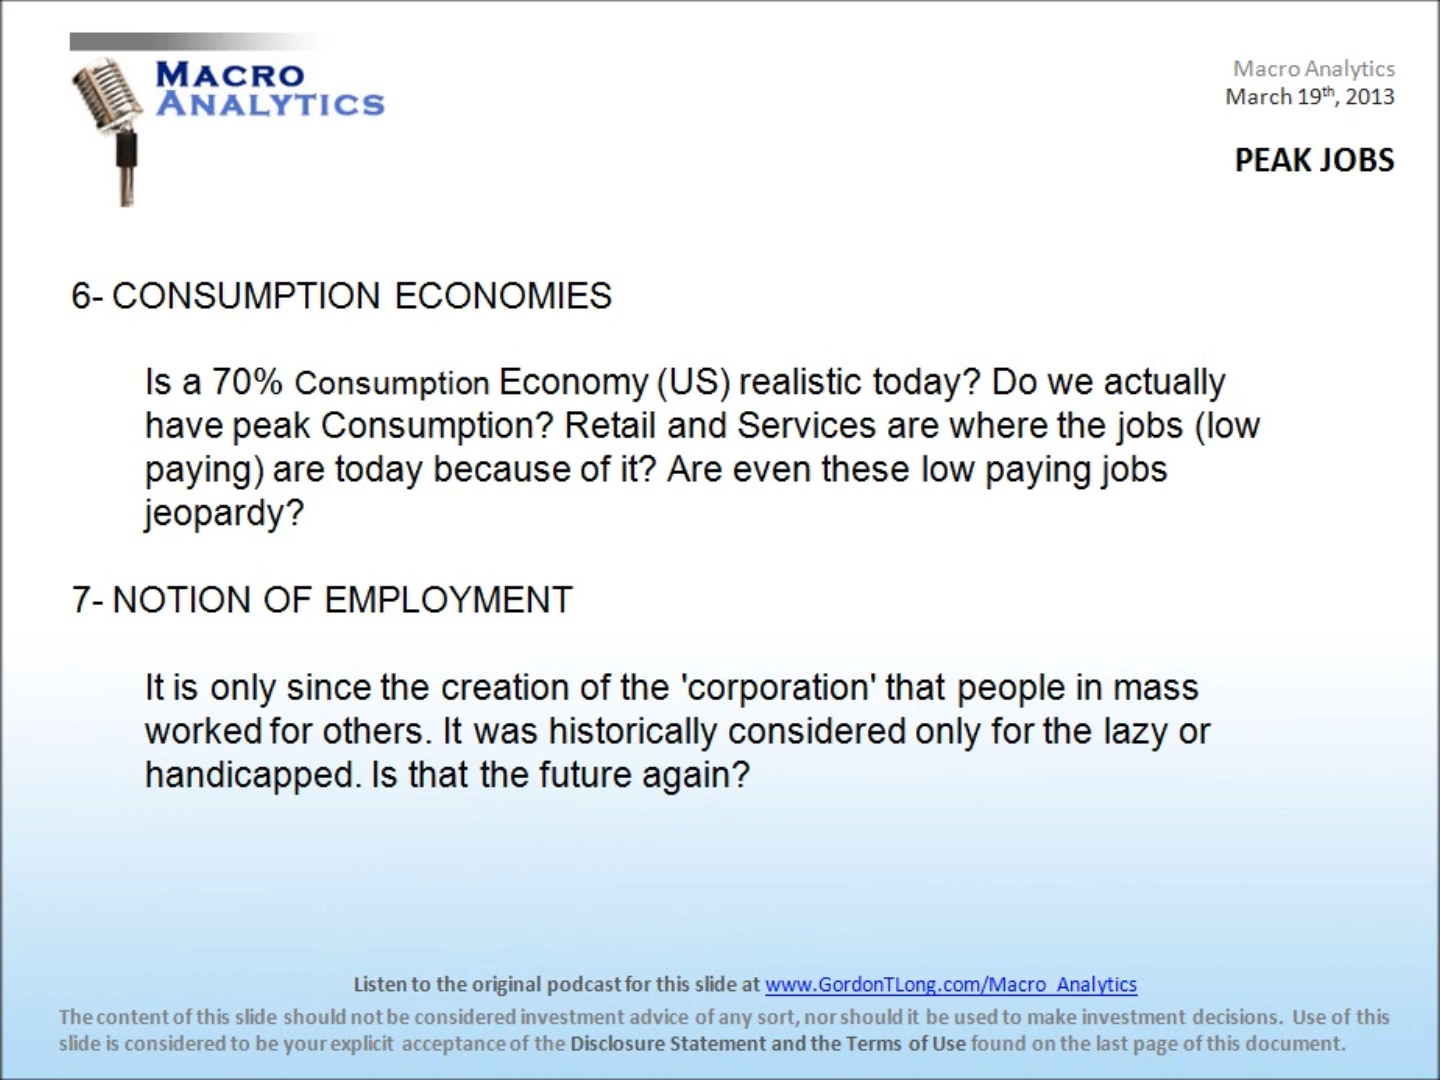 MACRO
ANALYTICS
Macro Analytics
March 19th, 2013
PEAK JOBS
6- CONSUMPTION ECONOMIES
Is a 70% Consumption Economy (US) realistic today? Do we actually
have peak Consumption? Retail and Services are where the jobs (low
paying) are today because of it? Are even these low paying jobs
jeopardy?
7- NOTION OF EMPLOYMENT
It is only since the creation of the 'corporation' that people in mass
worked for others. It was historically considered only for the lazy or
handicapped. Is that the future again?
Listen to the original podcast for this slide at www.GordonTLong.com/Macro_Analytics
The content of this slide should not be considered investment advice of any sort, nor should it be used to make investment decisions. Use of this
slide is considered to be your explicit acceptance of the Disclosure Statement and the Terms of Use found on the last page of this document.